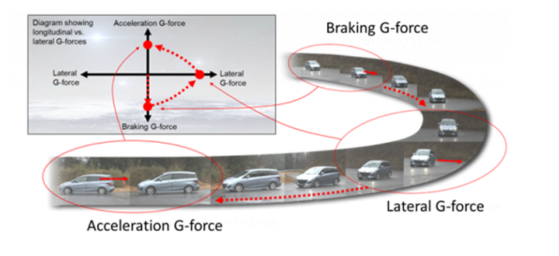 Diagram showing
longitudinal vs.
lateral G-forces
Acceleration G-force
Lateral
G-force
Lateral
G-force
Braking G-force
Braking G-force
Lateral G-force
Acceleration G-force